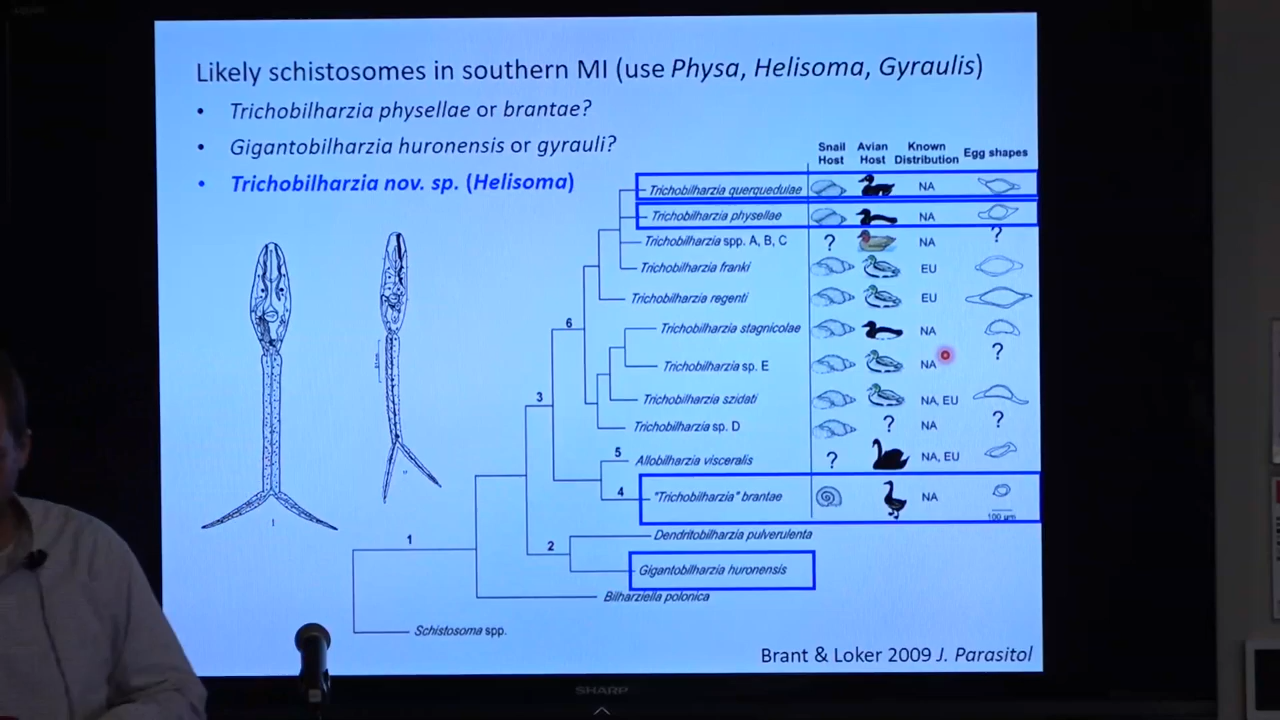 Likely schistosomes in southern MI (use Physa, Helisoma, Gyraulis)
• Trichobilharzia physellae or brantae?
• Gigantobilharzia huronensis or gyrauli?
• Trichobilharzia nov. sp. (Helisoma)
Snail Host
Avian Host
Known Distribution
Egg shapes
Trichobilharzia querquedulae NA
Trichobilharzia physellae NA
Trichobilharzia spp. A, B, C ? NA ?
Trichobilharzia franki EU
Trichobilharzia regenti EU
6
Trichobilharzia stagnicolae NA
Trichobilharzia sp. E NA ?
3
Trichobilharzia szidati NA, EU
Trichobilharzia sp. D ? NA ?
5 Allobilharzia visceralis ? NA, EU
4 "Trichobilharzia" brantae NA
100 µm
Dendritobilharzia pulverulenta
1
2
Gigantobilharzia huronensis
Bilharziella polonica
Schistosoma spp.
Brant & Loker 2009 J. Parasitol
SHARP